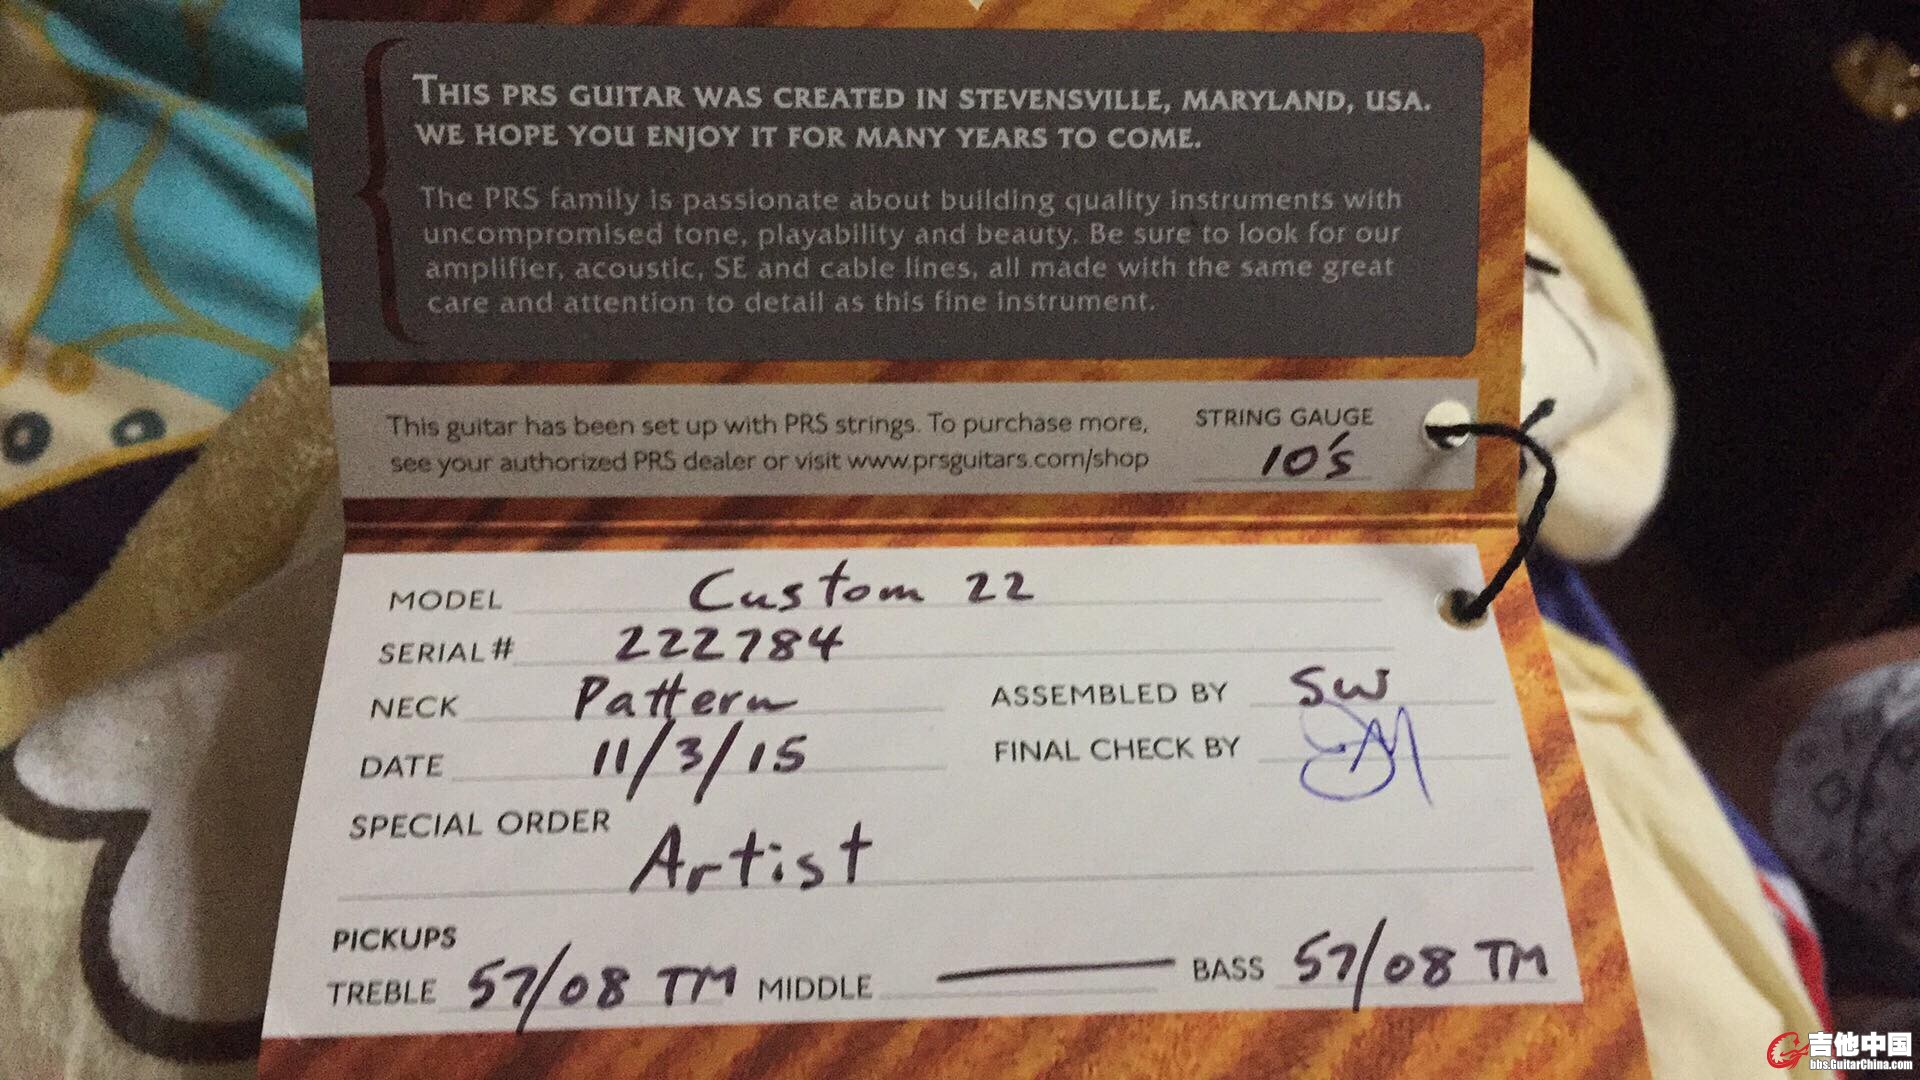 THIS PRS GUITAR WAS CREATED IN STEVENSVILLE, MARYLAND, USA.
WE HOPE YOU ENJOY IT FOR MANY YEARS TO COME.
The PRS family is passionate about building quality instruments with
uncompromised tone, playability and beauty. Be sure to look for our
amplifier, acoustic, SE and cable lines, all made with the same great
care and attention to detail as this fine instrument.
This guitar has been set up with PRS strings. To purchase more,
see your authorized PRS dealer or visit www.prsguitars.com/shop
STRING GAUGE
10's
MODEL Custom 22
SERIAL # 222784
NECK Pattern ASSEMBLED BY SW
DATE 11/3/15 FINAL CHECK BY
SPECIAL ORDER
Artist
PICKUPS
TREBLE 57/08 TM MIDDLE — BASS 57/08 TM
吉他中国
bbs.GuitarChina.com